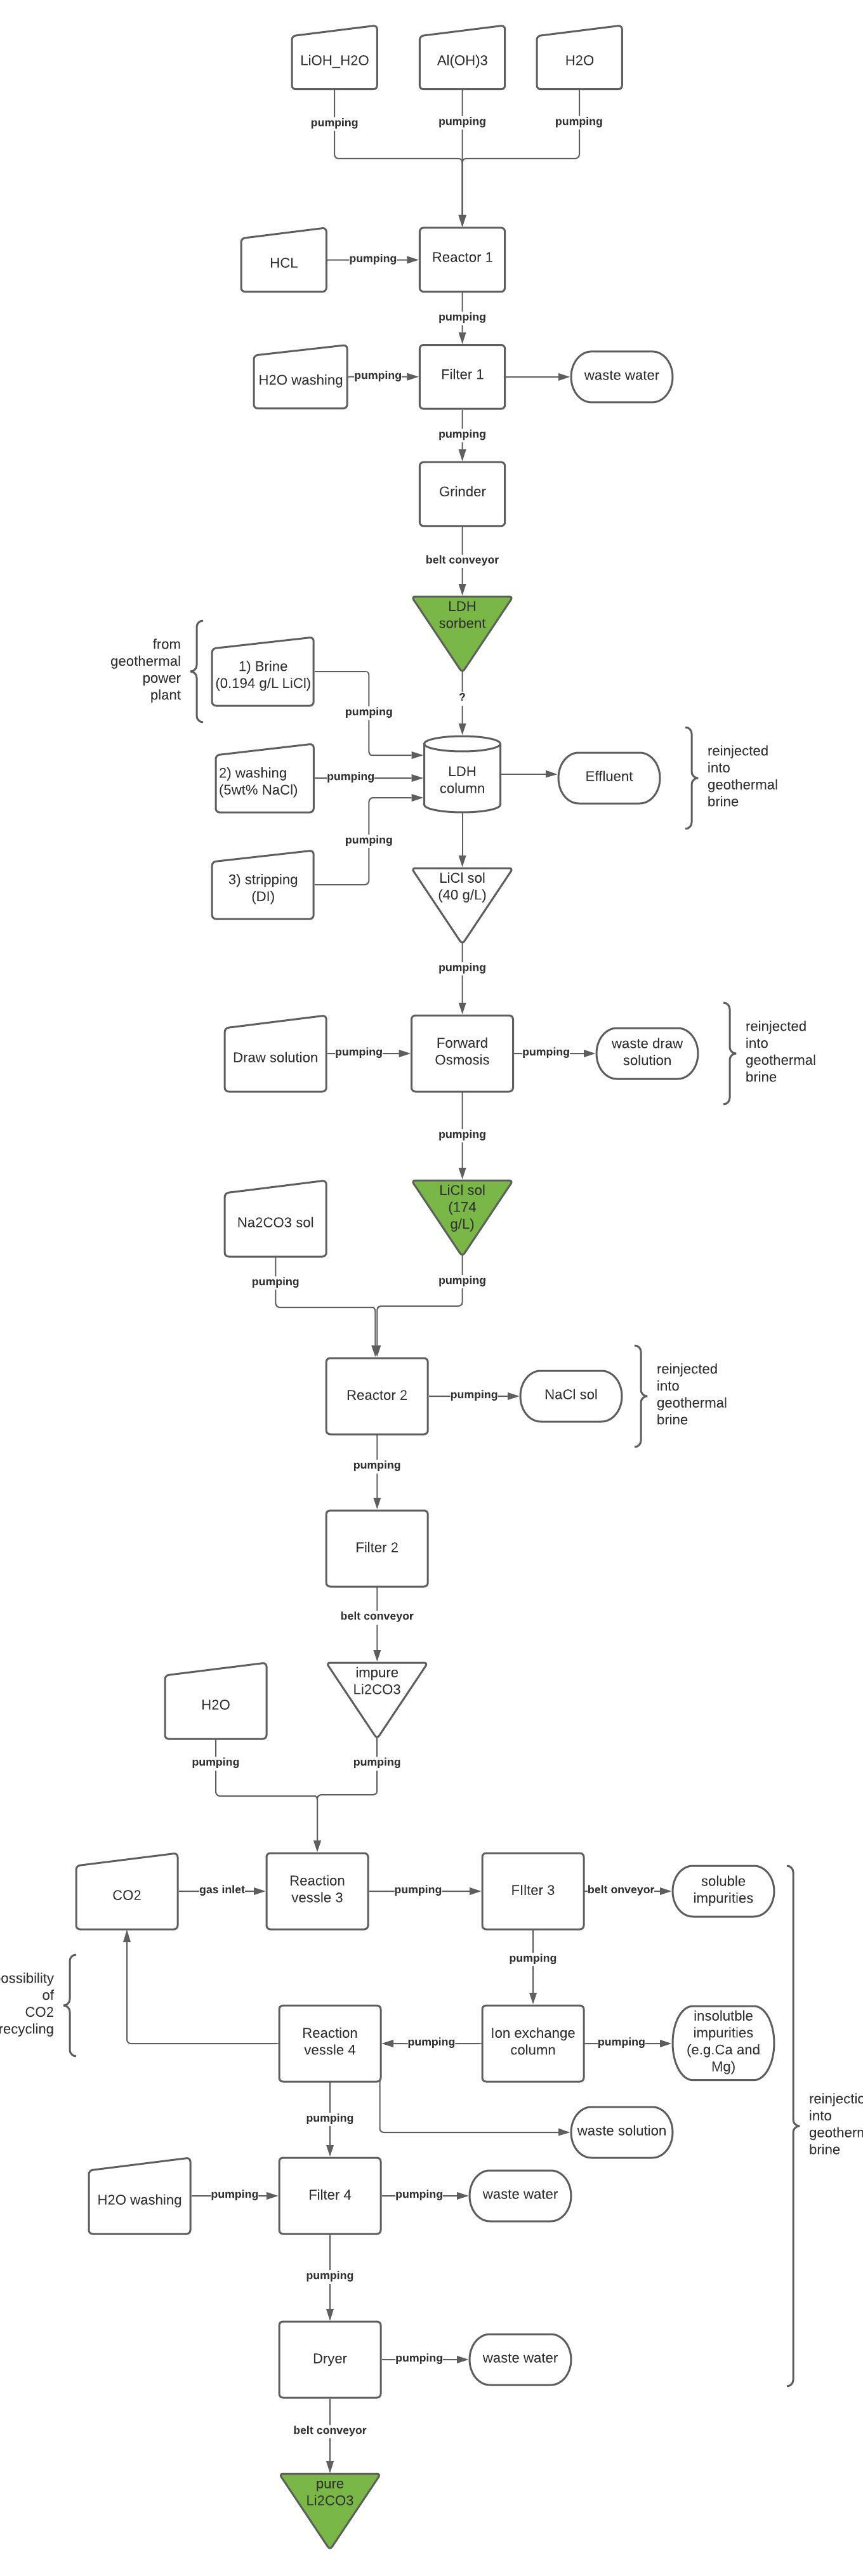 LiOH_H2O
Al(OH)3
H2O
pumping
pumping
pumping
HCL
pumping
Reactor 1
pumping
H2O washing
pumping
Filter 1
waste water
pumping
Grinder
belt conveyor
LDH
sorbent
from
geothermal
power
plant
1) Brine
(0.194 g/L LiCl)
?
pumping
2) washing
(5wt% NaCl)
pumping
LDH
column
Effluent
reinjected
into
geothermal
brine
pumping
3) stripping
(DI)
LiCl sol
(40 g/L)
pumping
Draw solution
pumping
Forward
Osmosis
pumping
waste draw
solution
reinjected
into
geothermal
brine
pumping
Na2CO3 sol
LiCl sol
(174
g/L)
pumping
pumping
Reactor 2
pumping
NaCl sol
reinjected
into
geothermal
brine
pumping
Filter 2
belt conveyor
H2O
impure
Li2CO3
pumping
pumping
CO2
gas inlet
Reaction
vessle 3
pumping
FIlter 3
belt onveyor
soluble
impurities
pumping
ossibility
of
CO2
recycling
Reaction
vessle 4
pumping
Ion exchange
column
pumping
insolutble
impurities
(e.g.Ca and
Mg)
reinjectic
into
geotherm
brine
pumping
waste solution
H2O washing
pumping
Filter 4
pumping
waste water
pumping
Dryer
pumping
waste water
belt conveyor
pure
Li2CO3